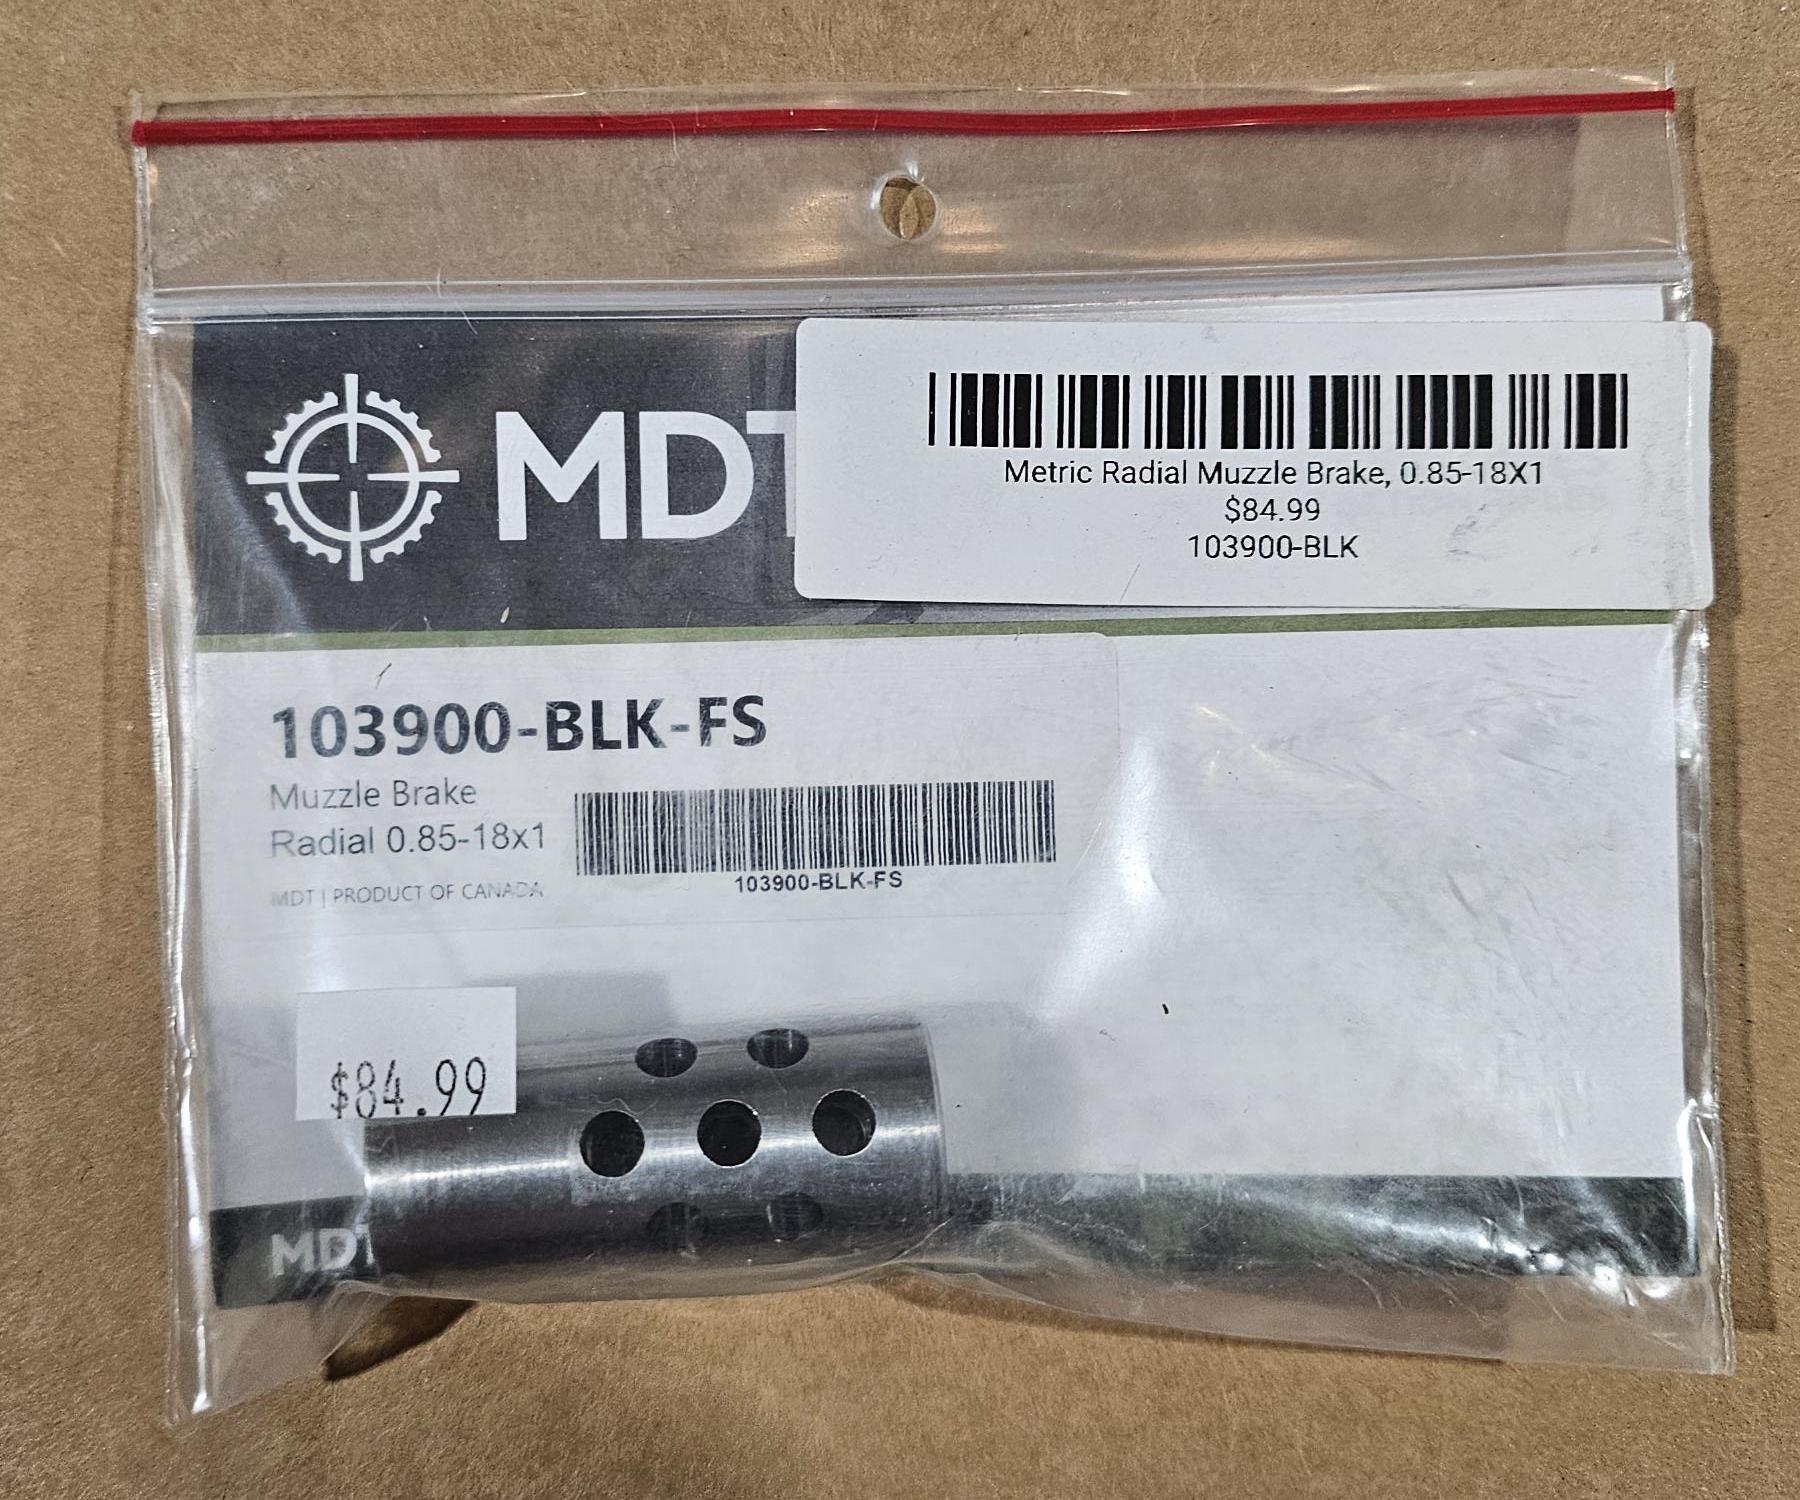 MDT
Metric Radial Muzzle Brake, 0.85-18X1
$84.99
103900-BLK
103900-BLK-FS
Muzzle Brake
Radial 0.85-18x1
MDT | PRODUCT OF CANADA
103900-BLK-FS
$84.99
MDT